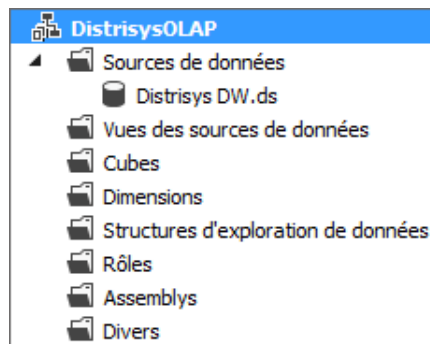 DistrisysOLAP
Sources de données
Distrisys DW.ds
Vues des sources de données
Cubes
Dimensions
Structures d'exploration de données
Rôles
Assemblys
Divers